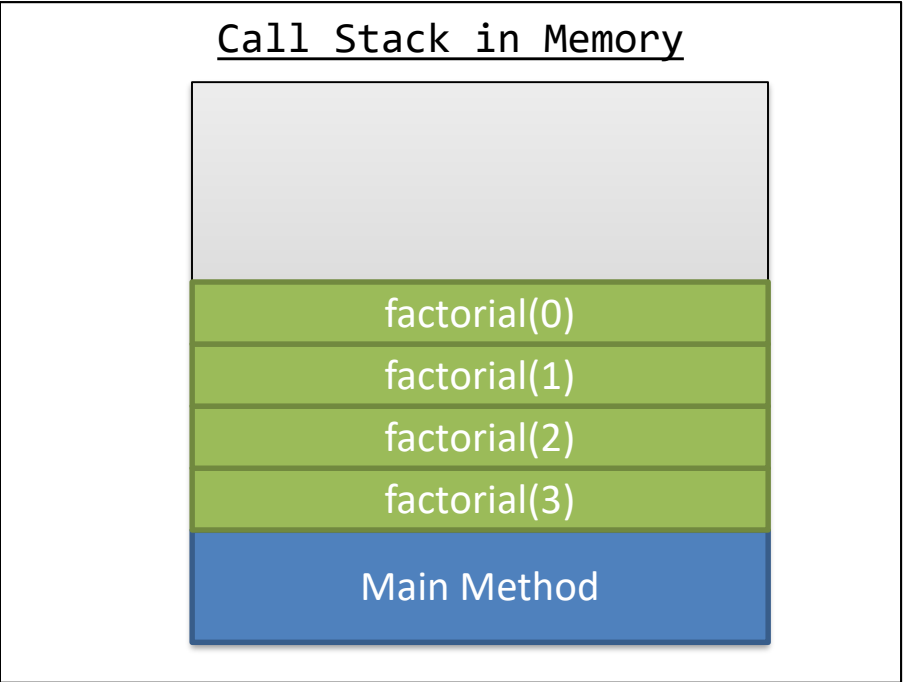 Call Stack in Memory
factorial(0)
factorial(1)
factorial(2)
factorial(3)
Main Method